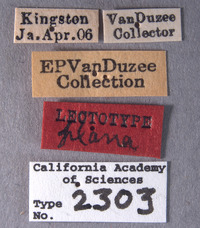 Kingston
Ja. Apr. 06
VanDuzee
Collector
EPVanDuzee
Collection
LECTOTYPE
plana
California Academy
of Sciences
Type
No. 2303